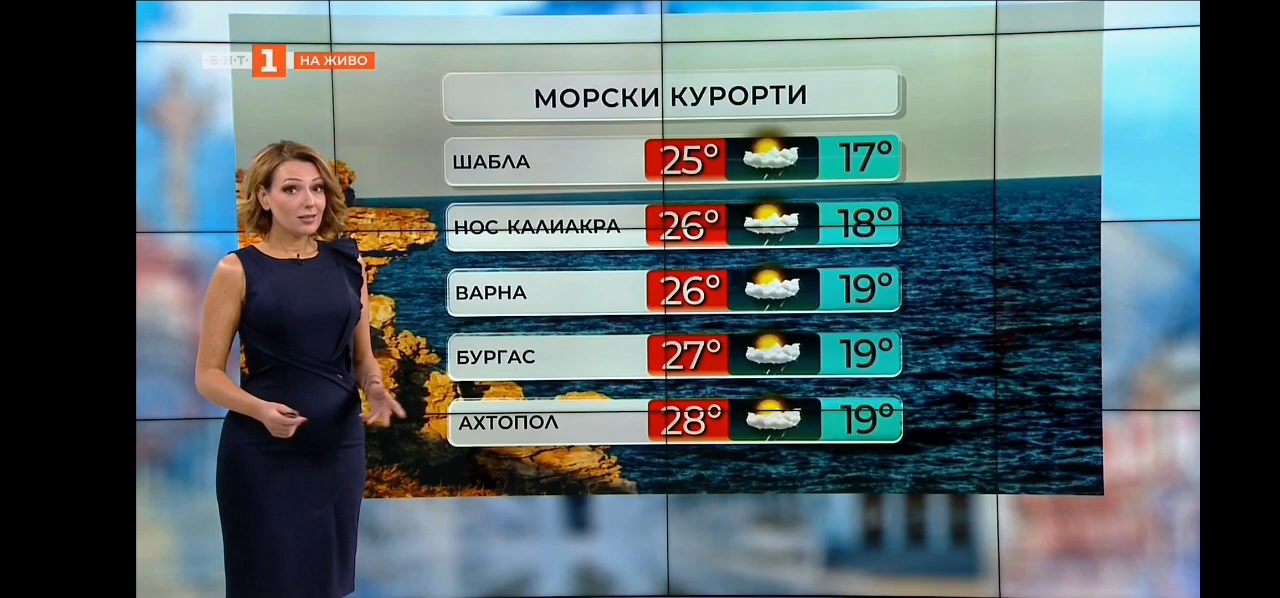 БНТ 1 НА ЖИВО
МОРСКИ КУРОРТИ
ШАБЛА 25° 17°
НОС КАЛИАКРА 26° 18°
ВАРНА 26° 19°
БУРГАС 27° 19°
АХТОПОЛ 28° 19°